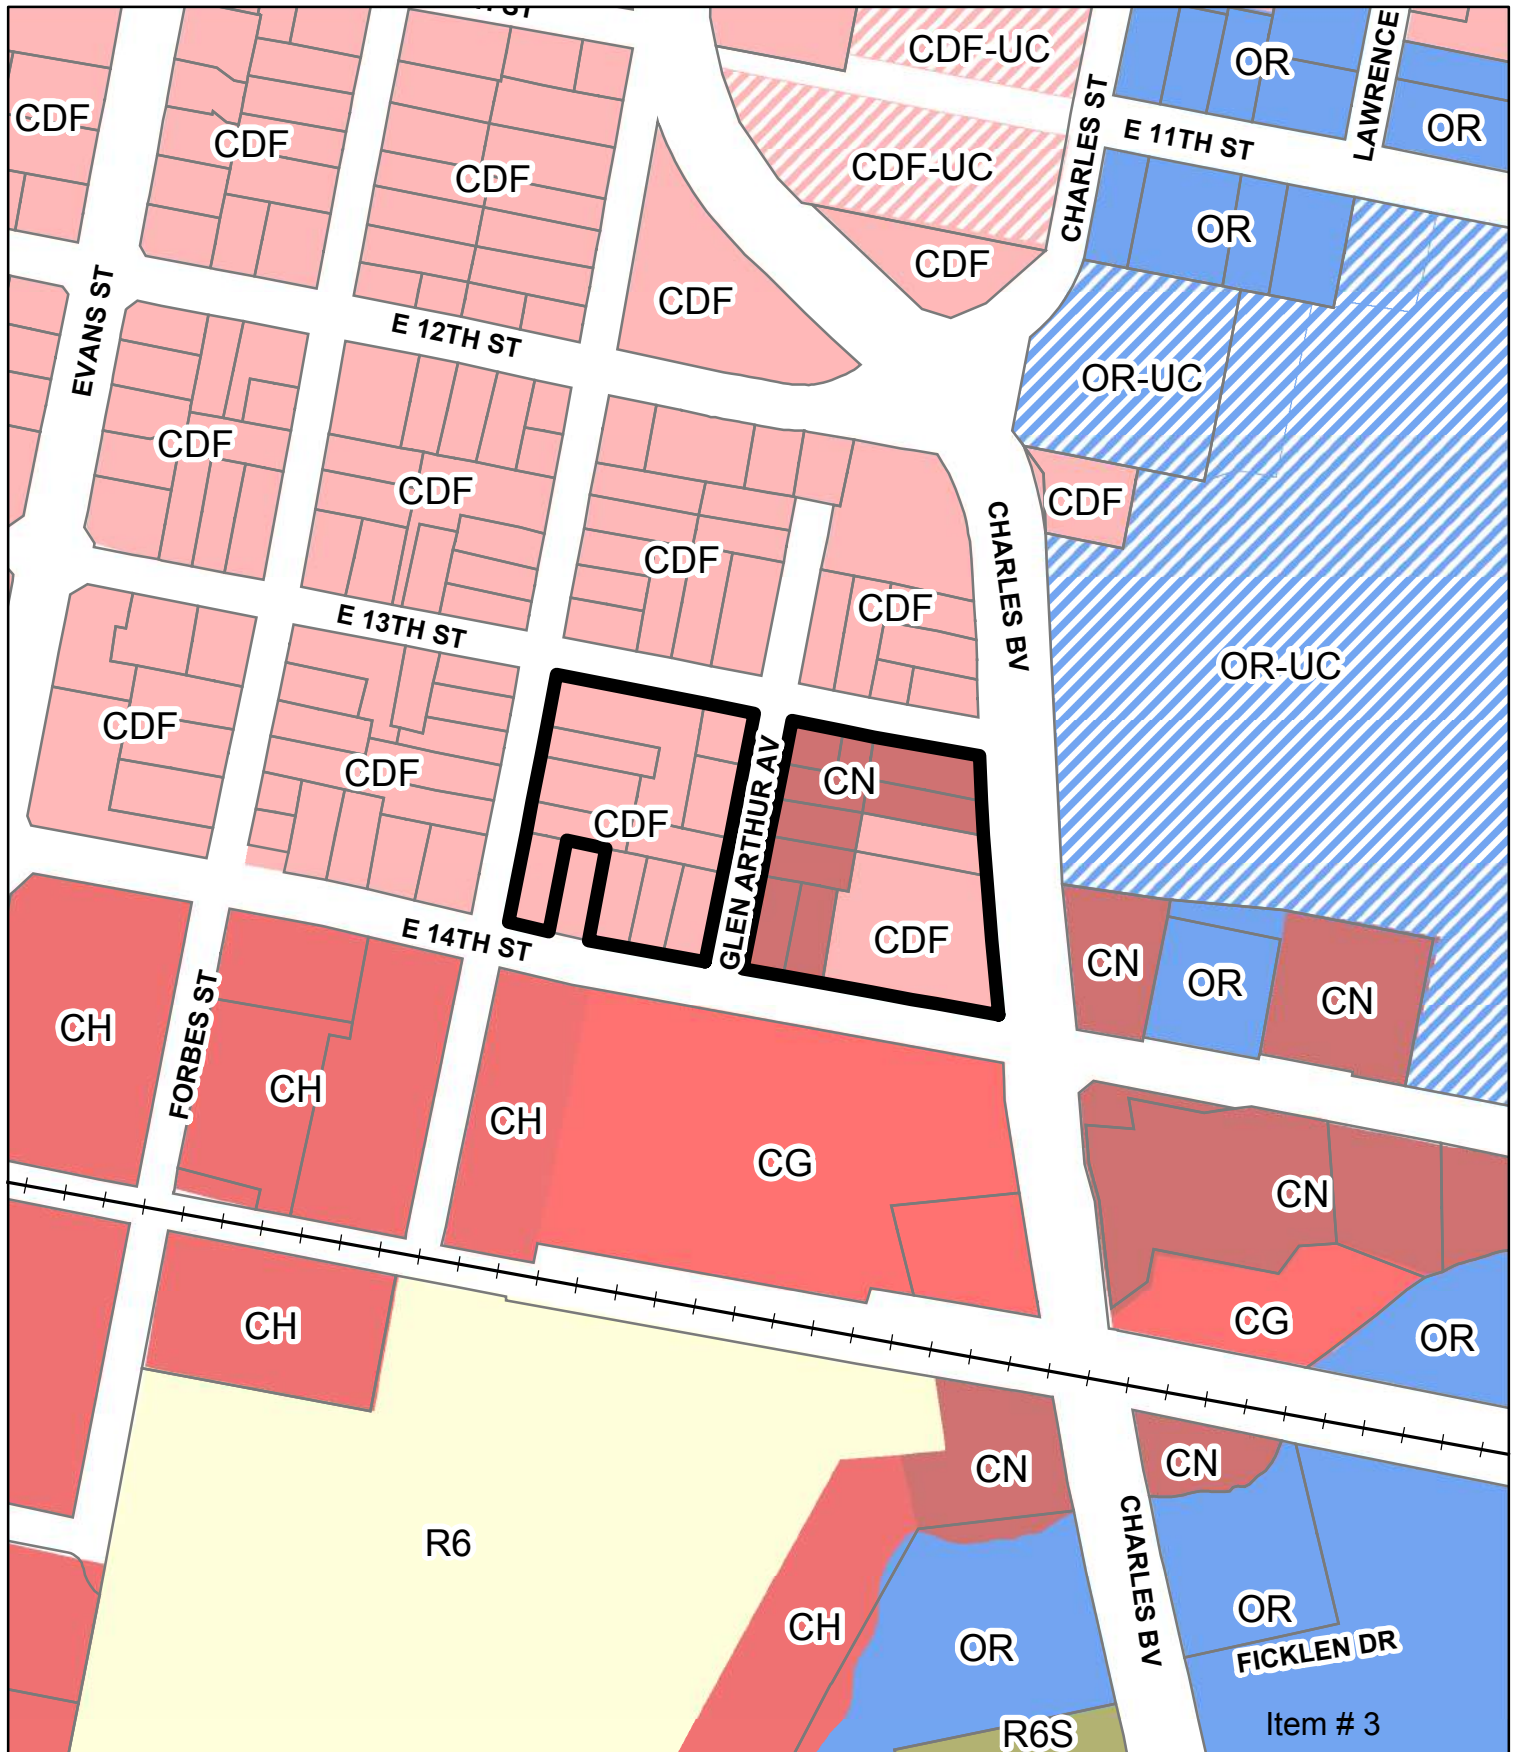 ST
CDF-UC
OR
LAWRENCE
CDF
CDF
CHARLES ST
E 11TH ST
OR
CDF
CDF-UC
OR
CDF
CDF
EVANS ST
E 12TH ST
OR-UC
CDF
CDF
CDF
CHARLES BV
CDF
CDF
E 13TH ST
OR-UC
CDF
CDF
CDF
GLEN ARTHUR AV
CN
CDF
E 14TH ST
CDF
CN
OR
CN
CH
FORBES ST
CH
CH
CG
CN
CH
CG
OR
CN
CN
R6
CHARLES BV
CH
OR
OR
FICKLEN DR
R6S
Item # 3